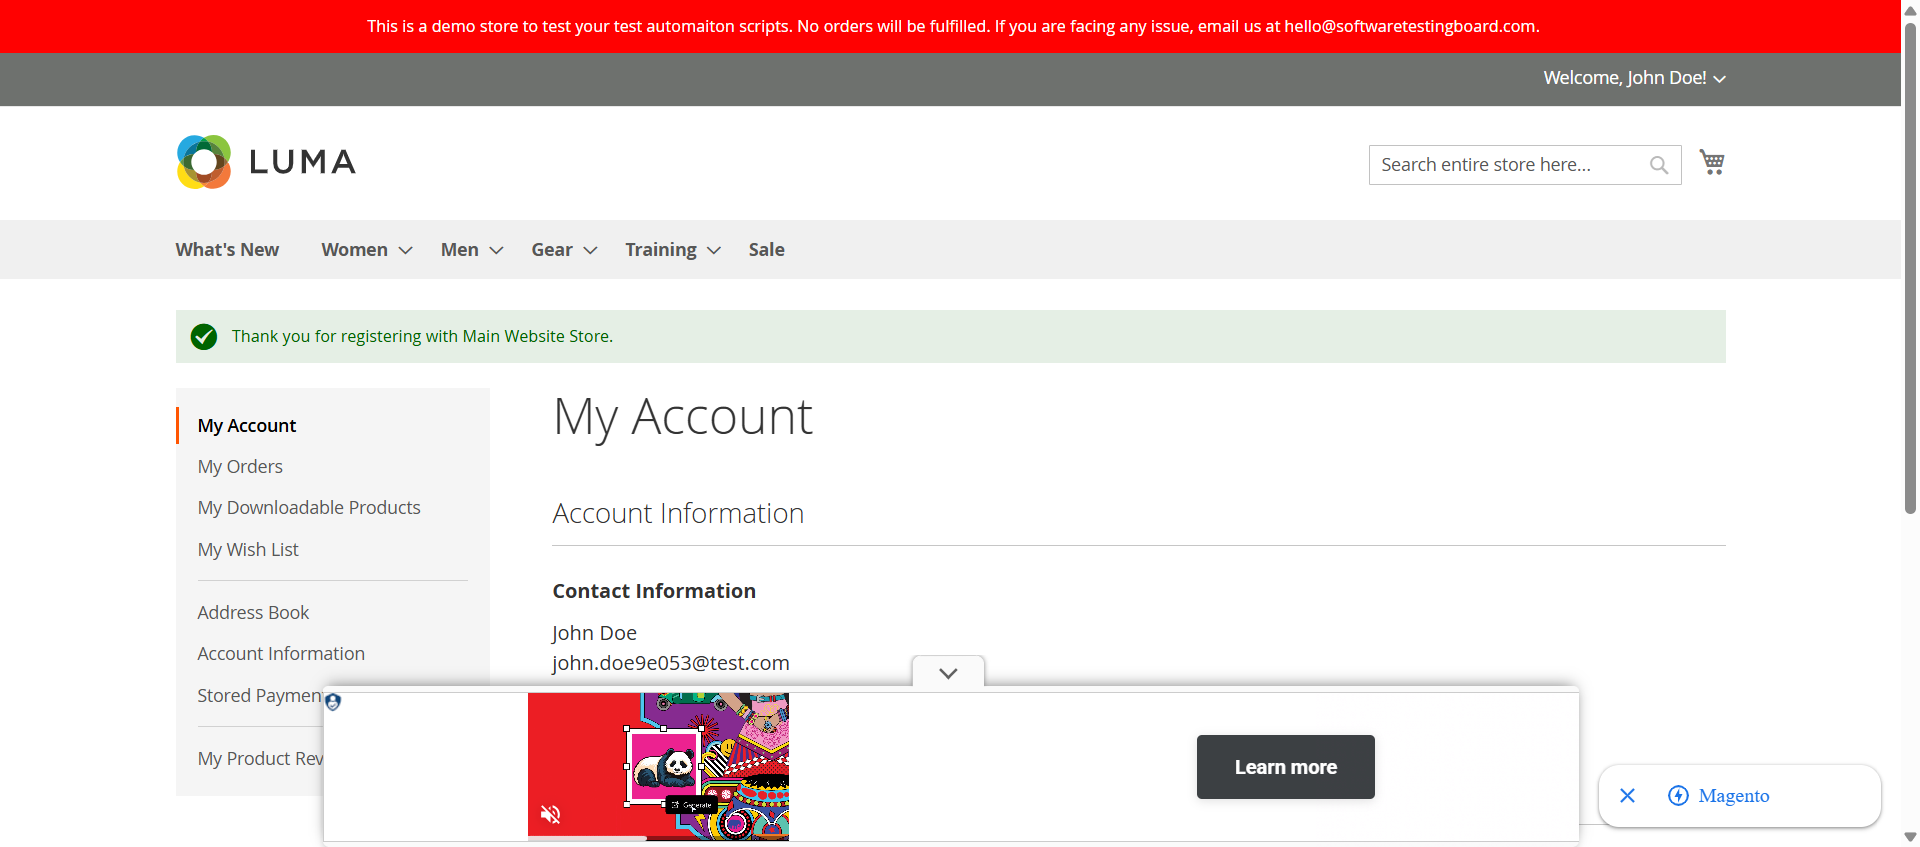 This is a demo store to test your test automaiton scripts. No orders will be fulfilled. If you are facing any issue, email us at hello@softwaretestingboard.com.
Welcome, John Doe!
LUMA
Search entire store here...
What's New Women Men Gear Training Sale
Thank you for registering with Main Website Store.
My Account
My Orders
My Downloadable Products
My Wish List
Address Book
Account Information
Stored Paymen
My Product Rev
My Account
Account Information
Contact Information
John Doe
john.doe9e053@test.com
Generate
Learn more
Magento